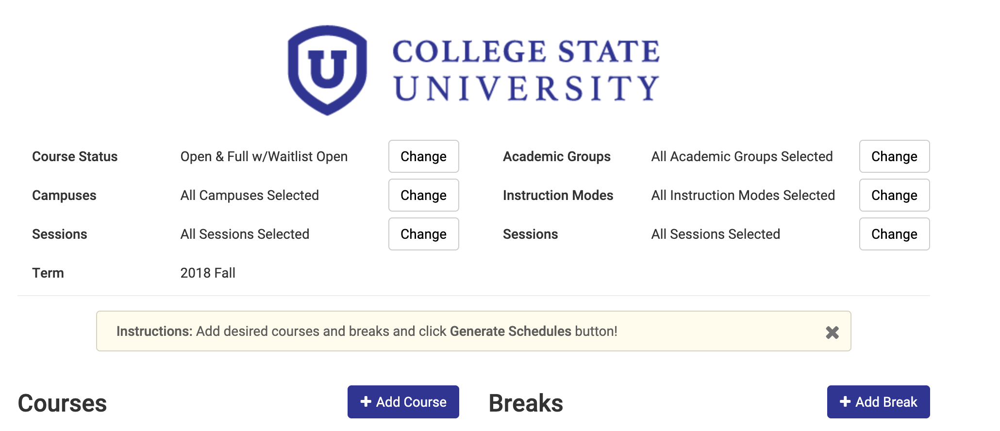 U
COLLEGE STATE
UNIVERSITY
Course Status Open & Full w/Waitlist Open Change Academic Groups All Academic Groups Selected Change
Campuses All Campuses Selected Change Instruction Modes All Instruction Modes Selected Change
Sessions All Sessions Selected Change Sessions All Sessions Selected Change
Term 2018 Fall
Instructions: Add desired courses and breaks and click Generate Schedules button!
Courses + Add Course Breaks + Add Break